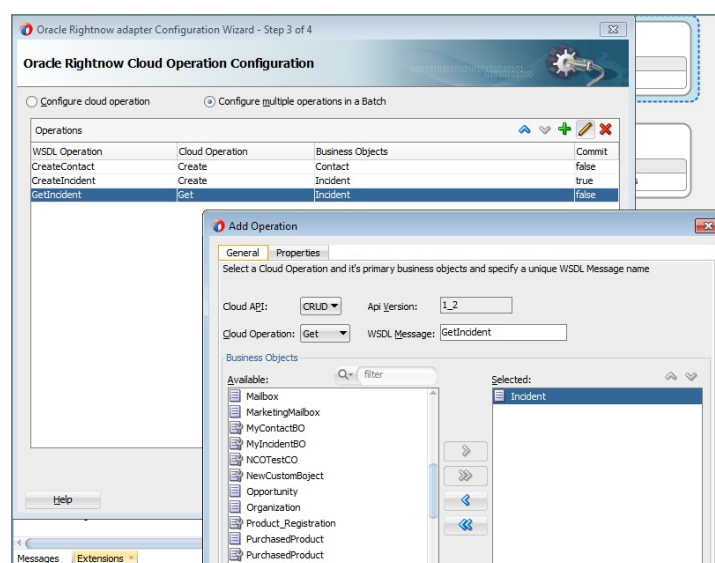 Oracle Rightnow adapter Configuration Wizard - Step 3 of 4
Oracle Rightnow Cloud Operation Configuration
Configure cloud operation Configure multiple operations in a Batch
Operations
WSDL Operation Cloud Operation Business Objects Commit
CreateContact Create Contact false
CreateIncident Create Incident true
GetIncident Get Incident false
Add Operation
General Properties
Select a Cloud Operation and it's primary business objects and specify a unique WSDL Message name
Cloud API: CRUD Api Version: 1_2
Cloud Operation: Get WSDL Message: GetIncident
Business Objects
Available: filter Selected:
Mailbox Incident
MarketingMailbox
MyContactBO
MyIncidentBO
NCOTestCO
NewCustomBoject
Opportunity
Organization
Product_Registration
PurchasedProduct
PurchasedProduct
Help
Messages Extensions